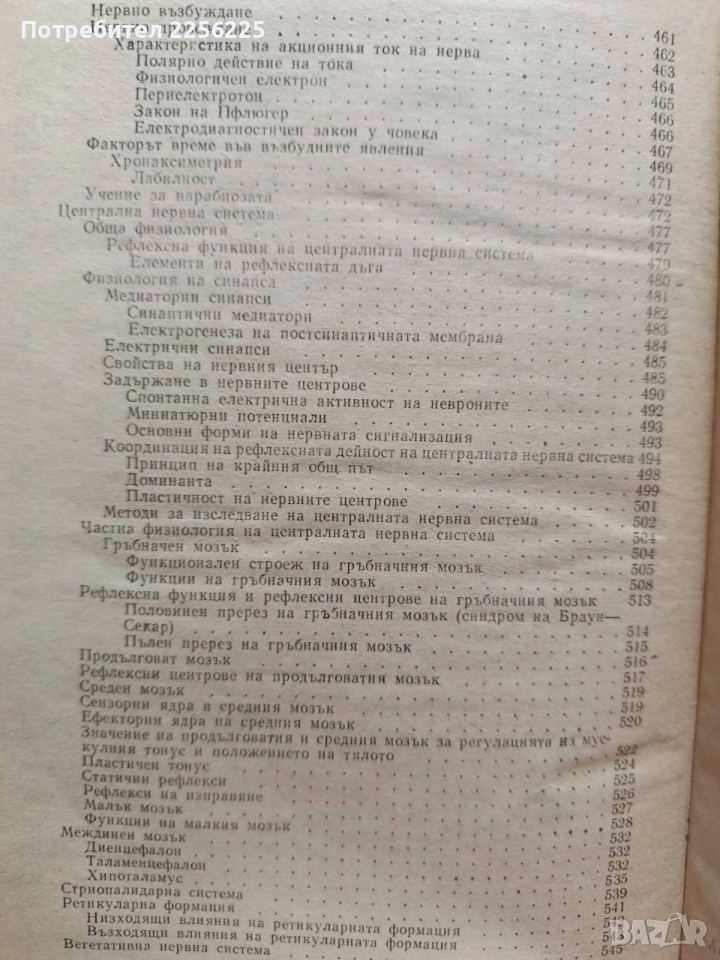 Потребител 2256225
Нервно възбуждане
Характеристика на акционния ток на нерва 461
Полярно действие на тока 462
Физиологичен електрон 463
Периелектротон 464
Закон на Пфлюгер 465
Електродиагностичен закон у човека 466
Факторът време във възбудните явления 466
Хронаксиметрия 467
Лабилност 469
Учение за парабиозата 471
Централна нервна система 472
Обща физиология 472
Рефлексна функция на централната нервна система 477
Елементи на рефлексната дъга 477
Физиология на синапса 479
Медиаторни синапси 480
Синаптични медиатори 481
Електрогенеза на постсинаптичната мембрана 482
Електрични синапси 483
Свойства на нервния център 484
Задържане в нервните центрове 485
Спонтанна електрична активност на невроните 485
Миниатюрни потенциали 490
Основни форми на нервната сигнализация 492
493
Координация на рефлексната дейност на централната нервна система 493
Принцип на крайния общ път 494
Доминанта 498
Пластичност на нервните центрове 499
Методи за изследване на централната нервна система 501
Частна физиология на централната нервна система 502
Гръбначен мозък 504
Функционален строеж на гръбначния мозък 504
Функции на гръбначния мозък 505
508
Рефлексна функция и рефлексни центрове на гръбначния мозък 513
Половинен пререз на гръбначния мозък (синдром на Браун—
Секар) 514
Пълен пререз на гръбначния мозък 515
Продълговат мозък 516
Рефлексни центрове на продълговатия мозък 517
Среден мозък 519
Сензорни ядра в средния мозък 519
Ефекторни ядра на средния мозък 520
Значение на продълговатия и средния мозък за регулацията на мус-
кулния тонус и положението на тялото 522
Пластичен тонус 524
Статични рефлекси 525
Рефлекси на изправяне 526
Малък мозък 527
Функции на малкия мозък 528
Междинен мозък 532
Диенцефалон 532
Таламенцефалон 532
Хипоталамус 535
Стриопалидарна система 539
Ретикуларна формация 541
Низходящи влияния на ретикуларната формация
Възходящи влияния на ретикуларната формация
Вегетативна нервна система 545
BAZAR